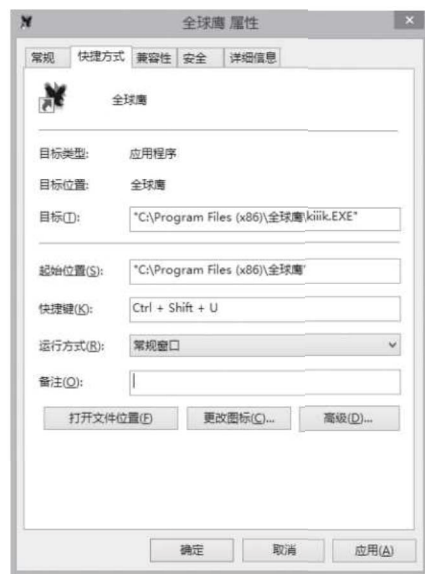 全球鹰 属性
常规 快捷方式 兼容性 安全 详细信息
全球鹰
目标类型: 应用程序
目标位置: 全球鹰
目标(T): "C:\Program Files (x86)\全球鹰\kiiik.EXE"
起始位置(S): "C:\Program Files (x86)\全球鹰"
快捷键(K): Ctrl + Shift + U
运行方式(R): 常规窗口
备注(O):
打开文件位置(F) 更改图标(C)... 高级(D)...
确定 取消 应用(A)